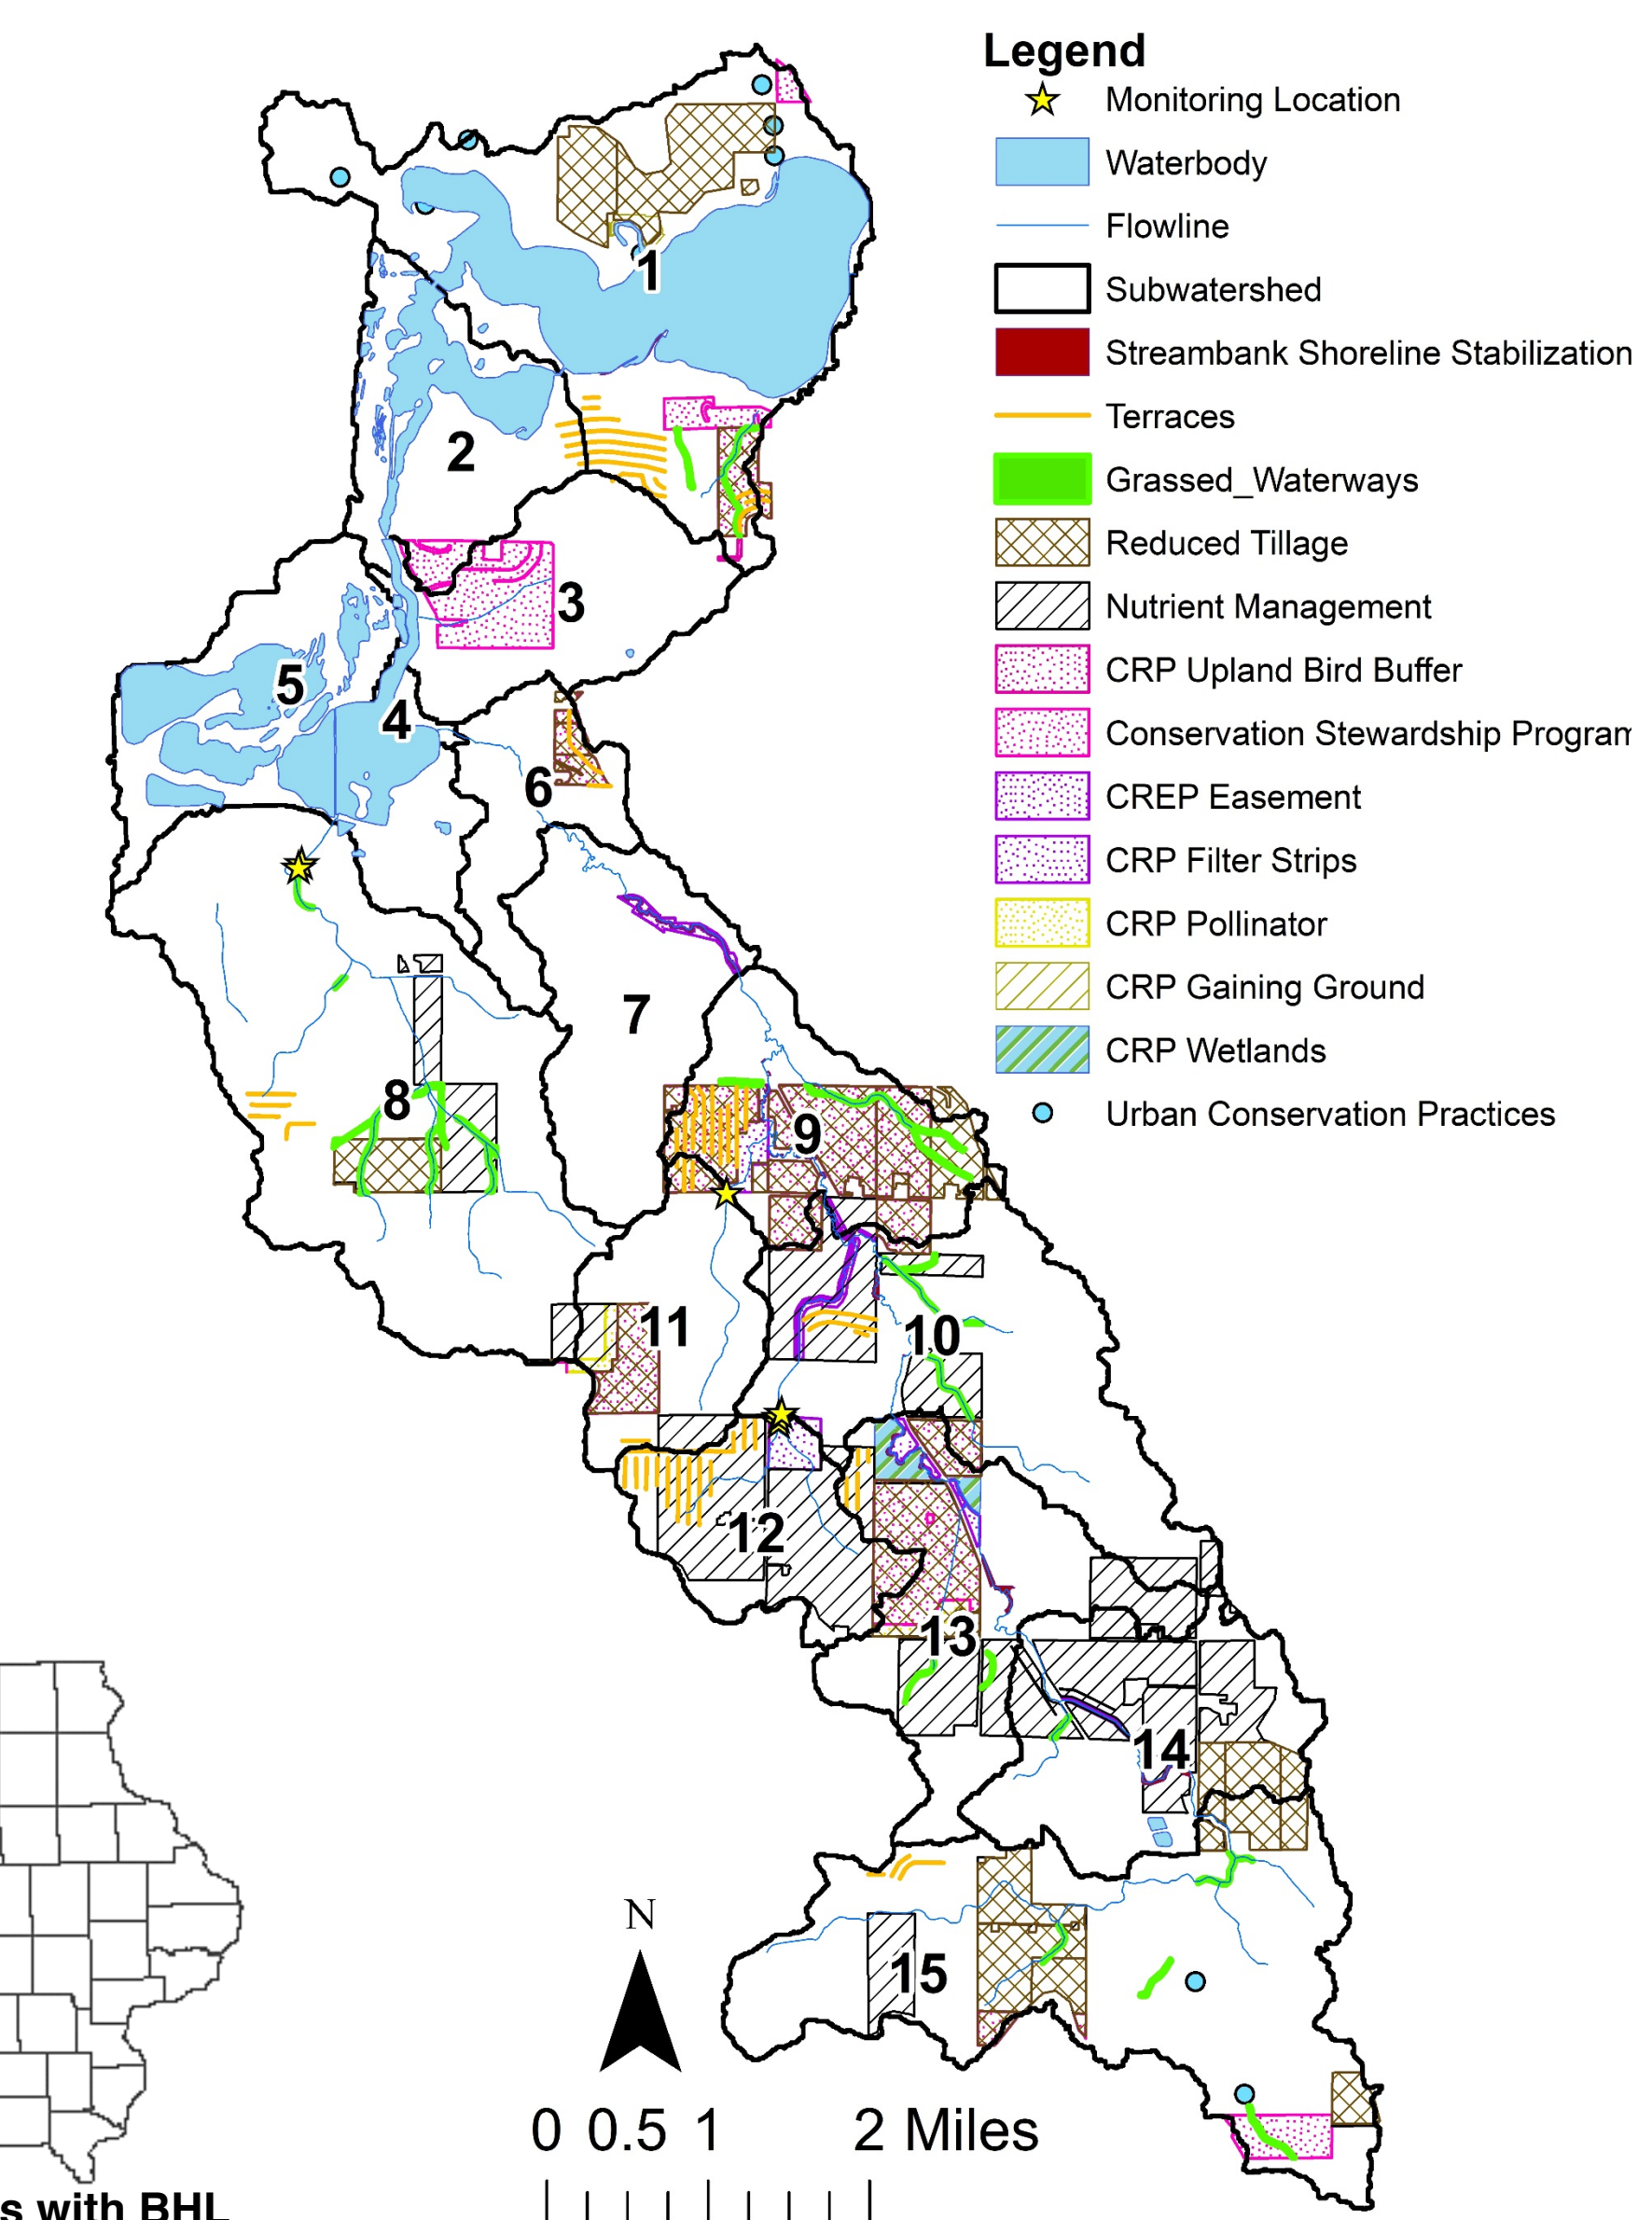 Legend
Monitoring Location
Waterbody
Flowline
Subwatershed
Streambank Shoreline Stabilization
Terraces
Grassed_Waterways
Reduced Tillage
Nutrient Management
CRP Upland Bird Buffer
Conservation Stewardship Program
CREP Easement
CRP Filter Strips
CRP Pollinator
CRP Gaining Ground
CRP Wetlands
Urban Conservation Practices
1
2
3
5
4
6
7
8
9
11
10
12
13
14
15
N
0 0.5 1 2 Miles
s with BHL